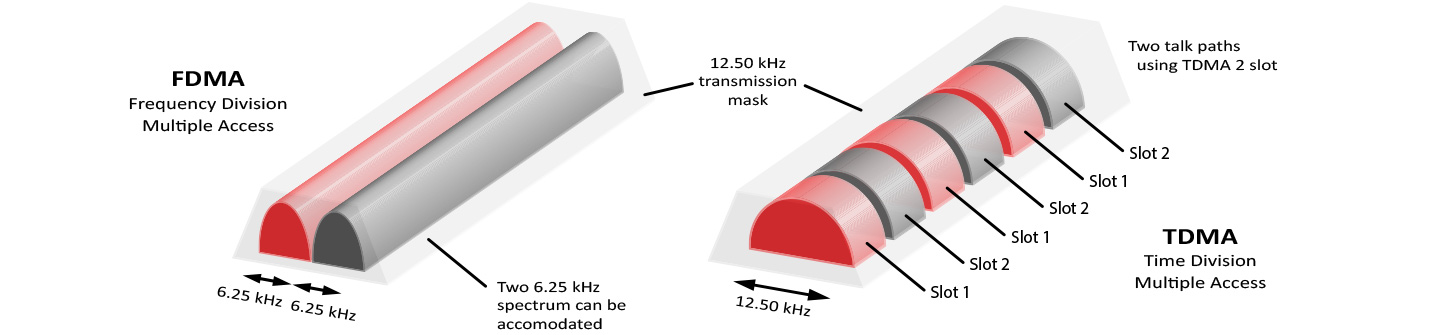 FDMA
Frequency Division
Multiple Access
6.25 kHz
6.25 kHz
Two 6.25 kHz
spectrum can be
accomodated
12.50 kHz
transmission
mask
Two talk paths
using TDMA 2 slot
Slot 2
Slot 1
Slot 2
Slot 1
Slot 2
Slot 1
12.50 kHz
TDMA
Time Division
Multiple Access